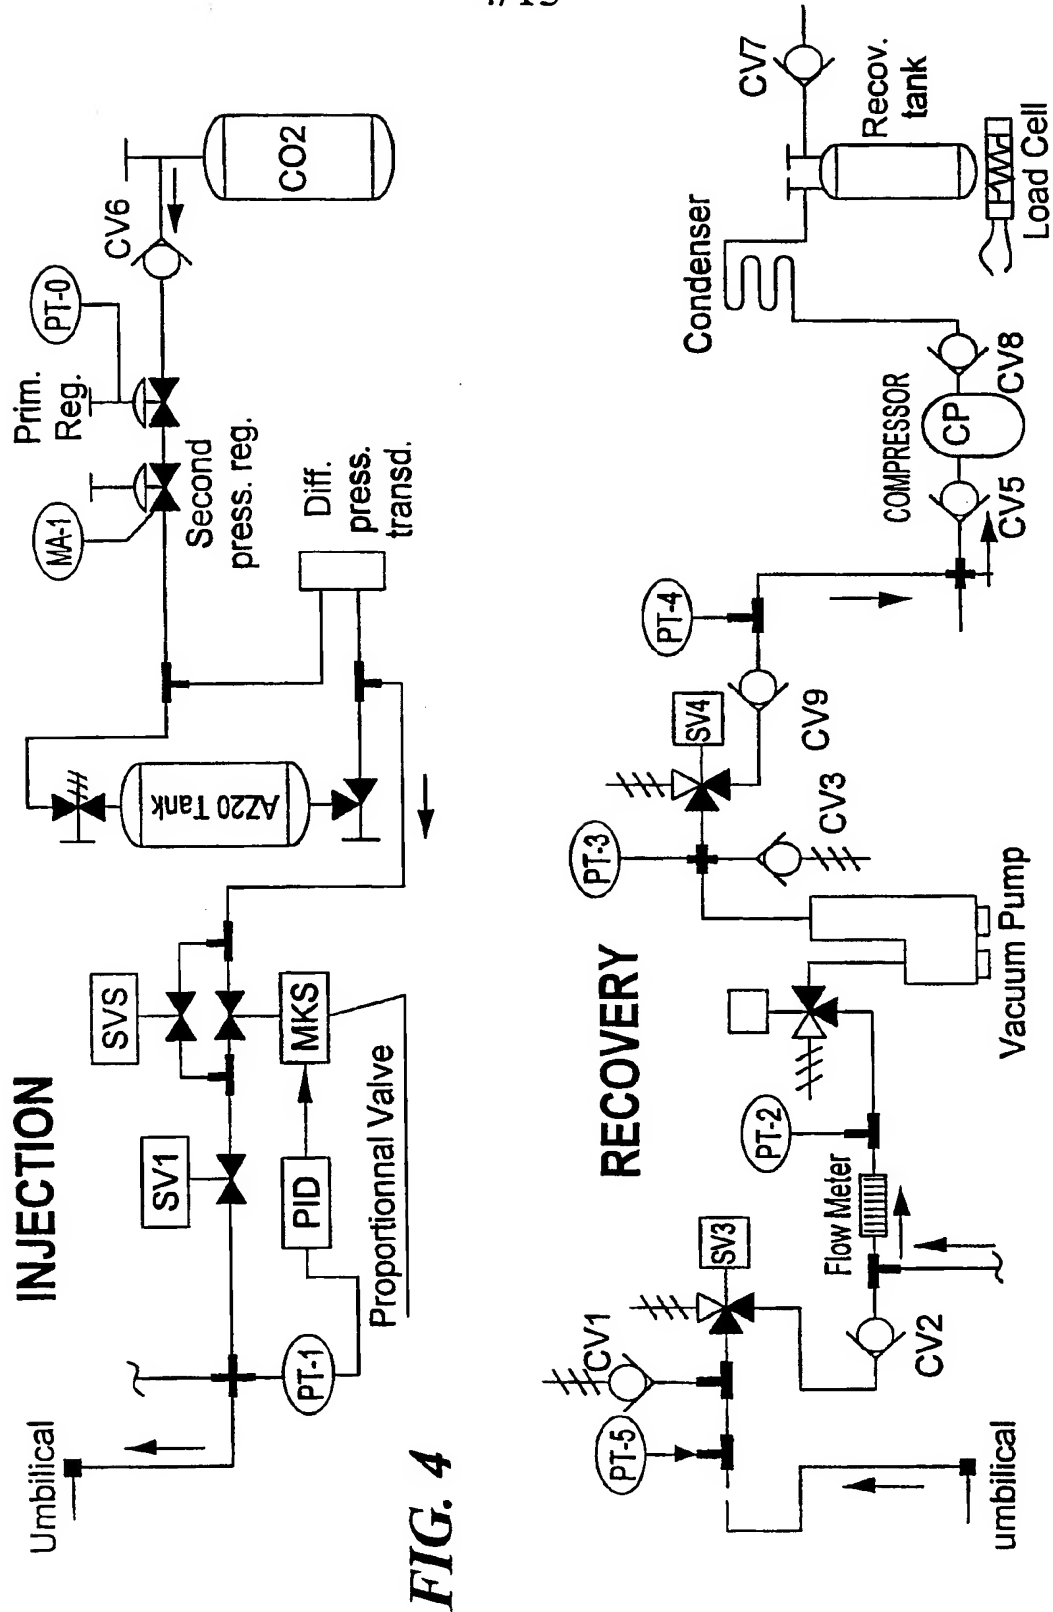 INJECTION
Umbilical
SV1
SVS
PT-1
PID
MKS
Proportionnal Valve
AZ20 Tank
MA-1
Second
press. reg.
Prim.
Reg.
PT-0
CV6
CO2
Diff.
press.
transd.
RECOVERY
umbilical
PT-5
CV1
SV3
CV2
Flow Meter
PT-2
Vacuum Pump
PT-3
CV3
SV4
CV9
PT-4
CV5
COMPRESSOR
CP
CV8
Condenser
CV7
Recov.
tank
Load Cell
FIG. 4